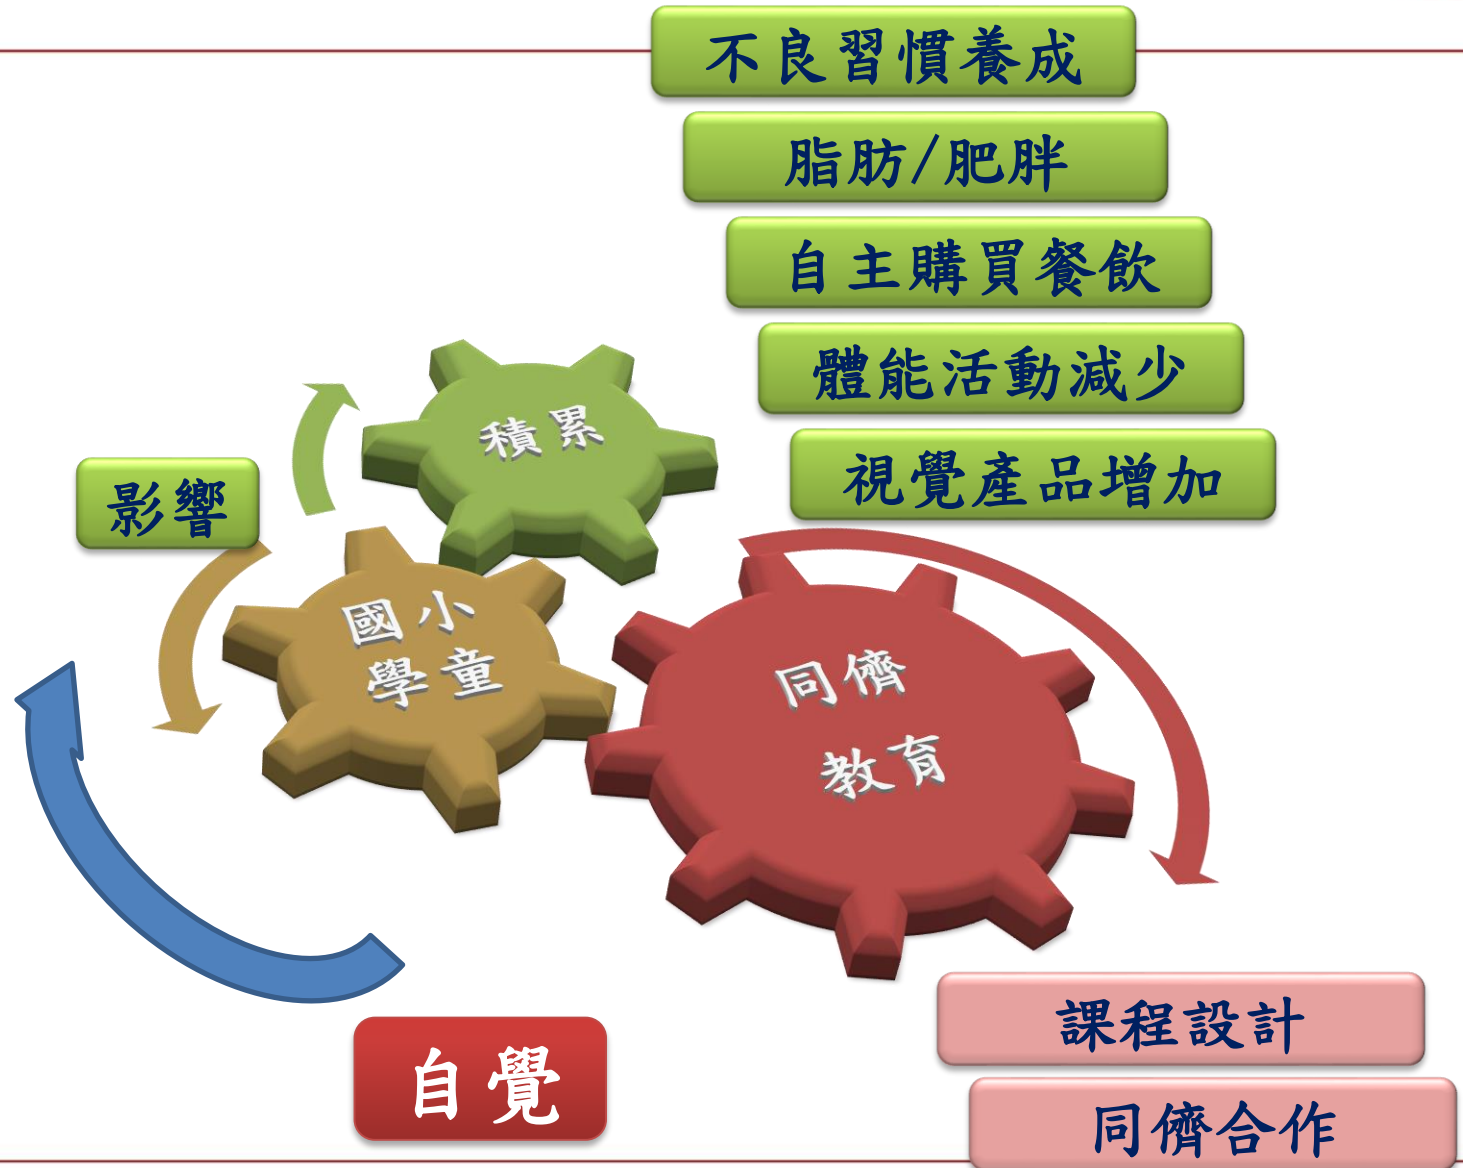 不良習慣養成
脂肪/肥胖
自主購買餐飲
體能活動減少
視覺產品增加
積累
影響
國小
學童
同儕
教育
自覺
課程設計
同儕合作